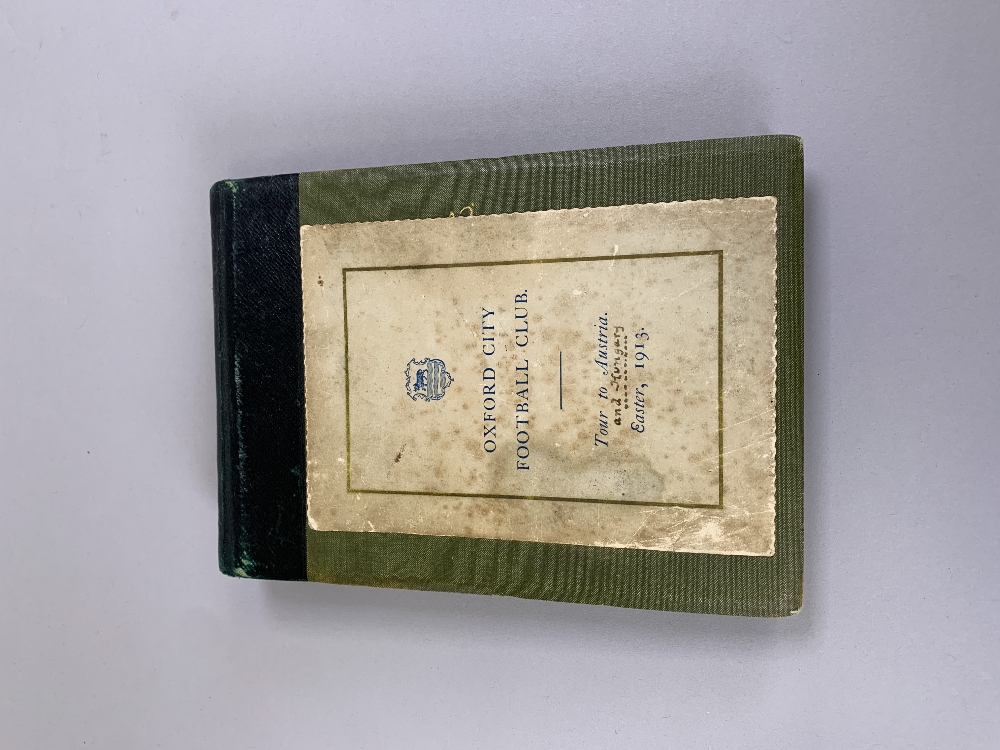 OXFORD CITY
FOOTBALL CLUB.
Tour to Austria.
and Hungary
Easter, 1913.